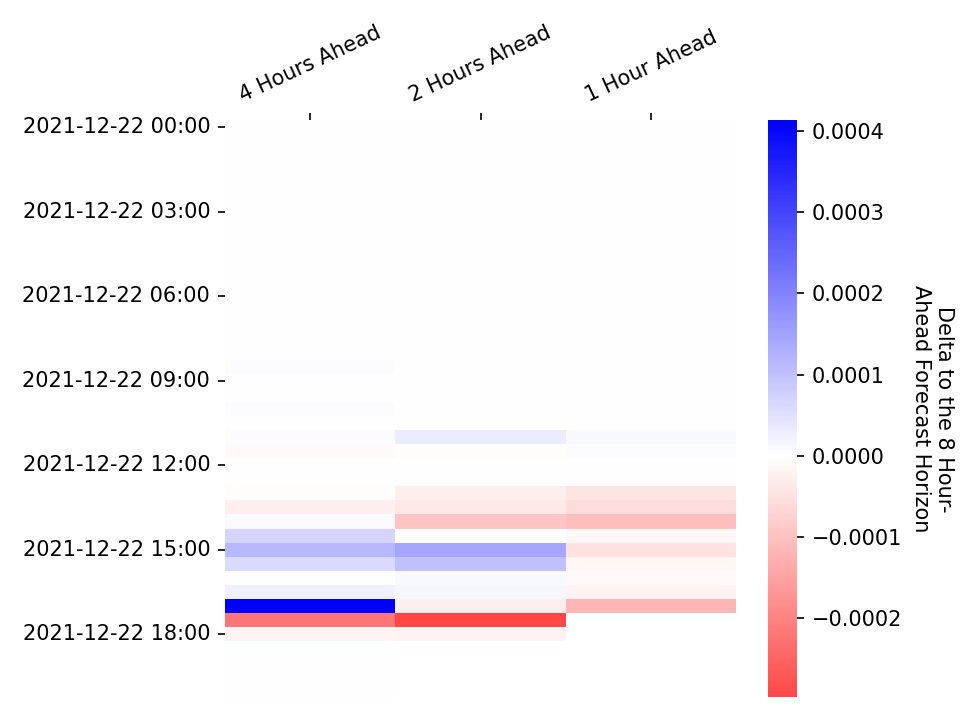 4 Hours Ahead
2 Hours Ahead
1 Hour Ahead
2021-12-22 00:00
2021-12-22 03:00
2021-12-22 06:00
2021-12-22 09:00
2021-12-22 12:00
2021-12-22 15:00
2021-12-22 18:00
0.0004
0.0003
0.0002
0.0001
0.0000
−0.0001
−0.0002
Delta to the 8 Hour-
Ahead Forecast Horizon